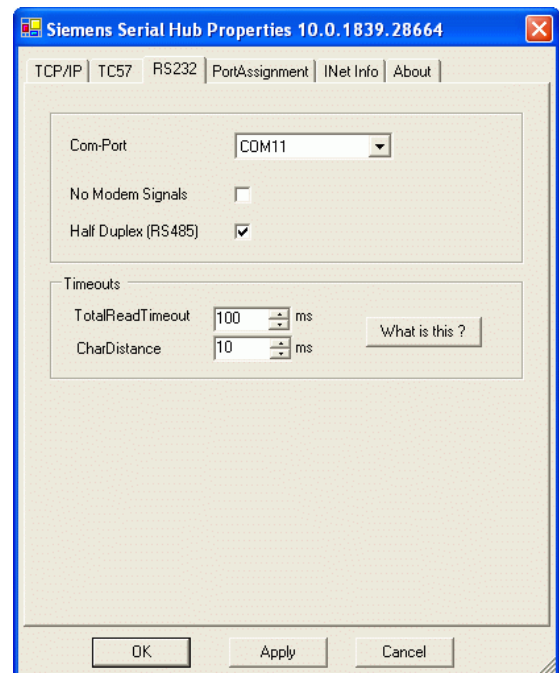 Siemens Serial Hub Properties 10.0.1839.28664
TCP/IP TC57 RS232 PortAssignment INet Info About
Com-Port COM11
No Modem Signals
Half Duplex (RS485)
Timeouts
TotalReadTimeout 100 ms
What is this ?
CharDistance 10 ms
OK Apply Cancel